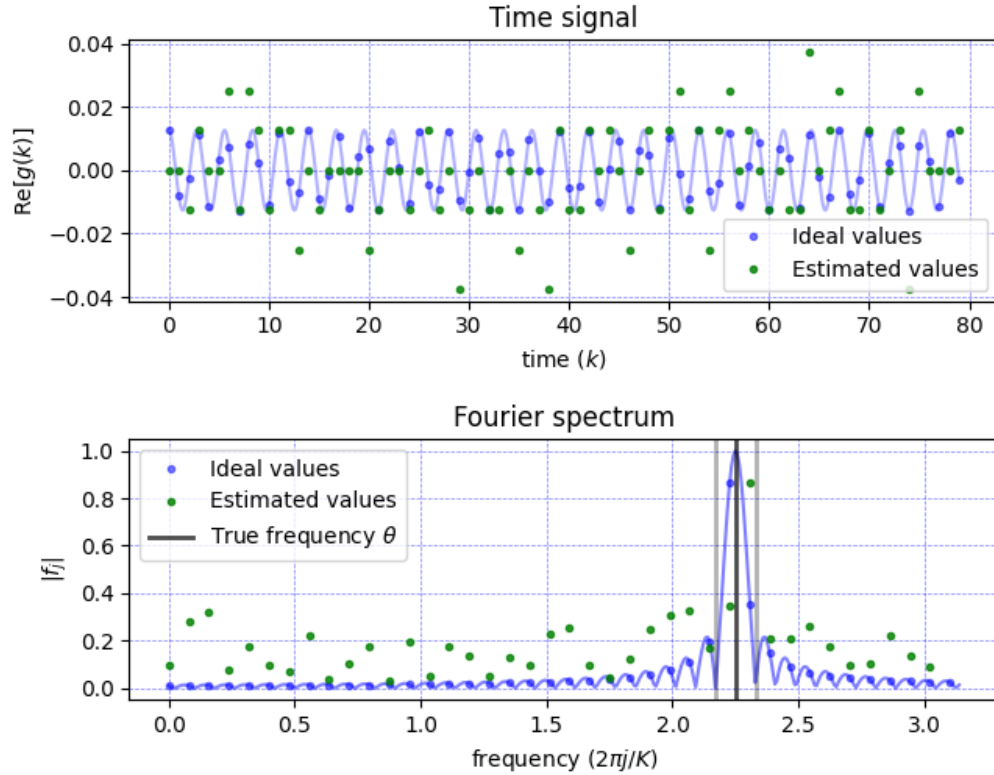 Time signal
0.04
0.02
0.00
−0.02
−0.04
Re[g(k)]
Ideal values
Estimated values
0 10 20 30 40 50 60 70 80
time (k)
Fourier spectrum
1.0
0.8
0.6
0.4
0.2
0.0
|f_j|
Ideal values
Estimated values
True frequency θ
0.0 0.5 1.0 1.5 2.0 2.5 3.0
frequency (2πj/K)